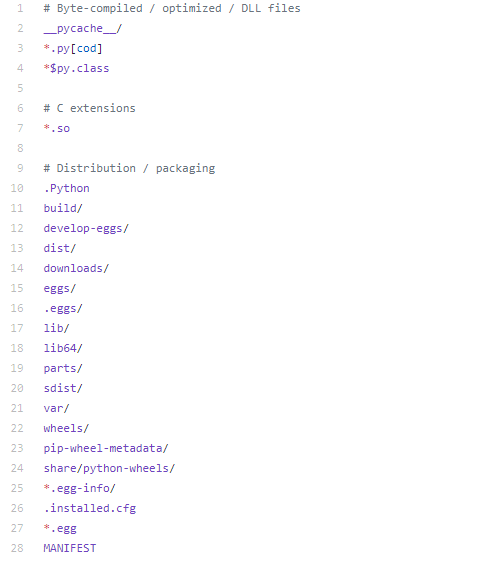 1 # Byte-compiled / optimized / DLL files
2 __pycache__/
3 *.py[cod]
4 *$py.class
5
6 # C extensions
7 *.so
8
9 # Distribution / packaging
10 .Python
11 build/
12 develop-eggs/
13 dist/
14 downloads/
15 eggs/
16 .eggs/
17 lib/
18 lib64/
19 parts/
20 sdist/
21 var/
22 wheels/
23 pip-wheel-metadata/
24 share/python-wheels/
25 *.egg-info/
26 .installed.cfg
27 *.egg
28 MANIFEST